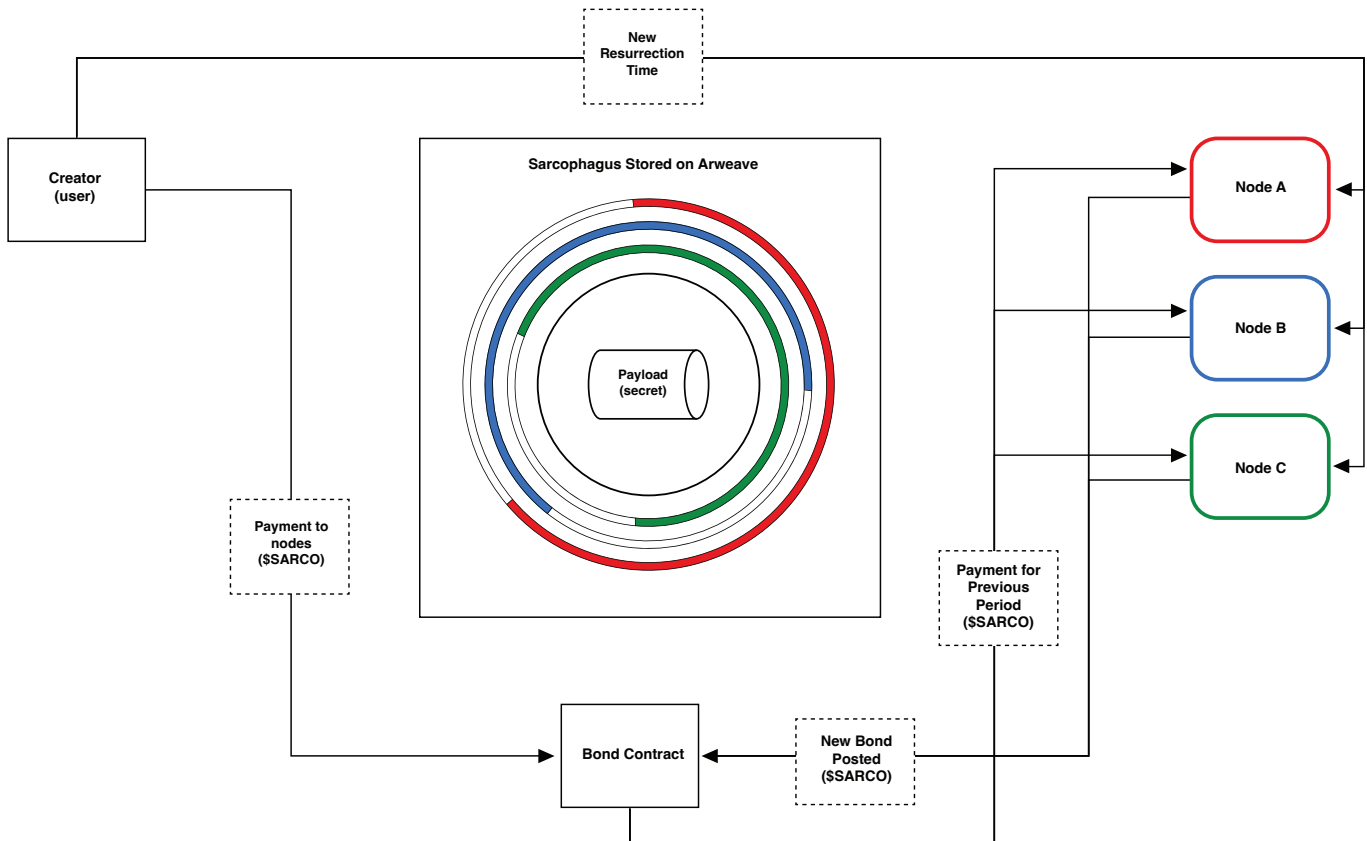 New
Resurrection
Time
Creator
(user)
Sarcophagus Stored on Arweave
Payload
(secret)
Node A
Node B
Node C
Payment to
nodes
($SARCO)
Payment for
Previous
Period
($SARCO)
Bond Contract
New Bond
Posted
($SARCO)